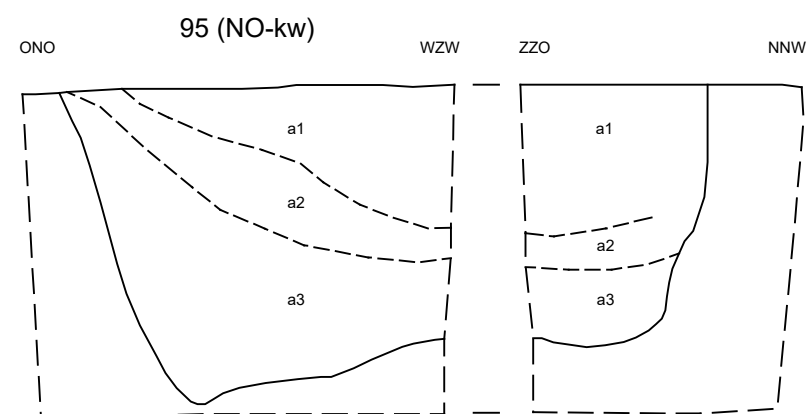 95 (NO-kw)
ONO WZW ZZO NNW
a1 a1
a2 a2
a3 a3